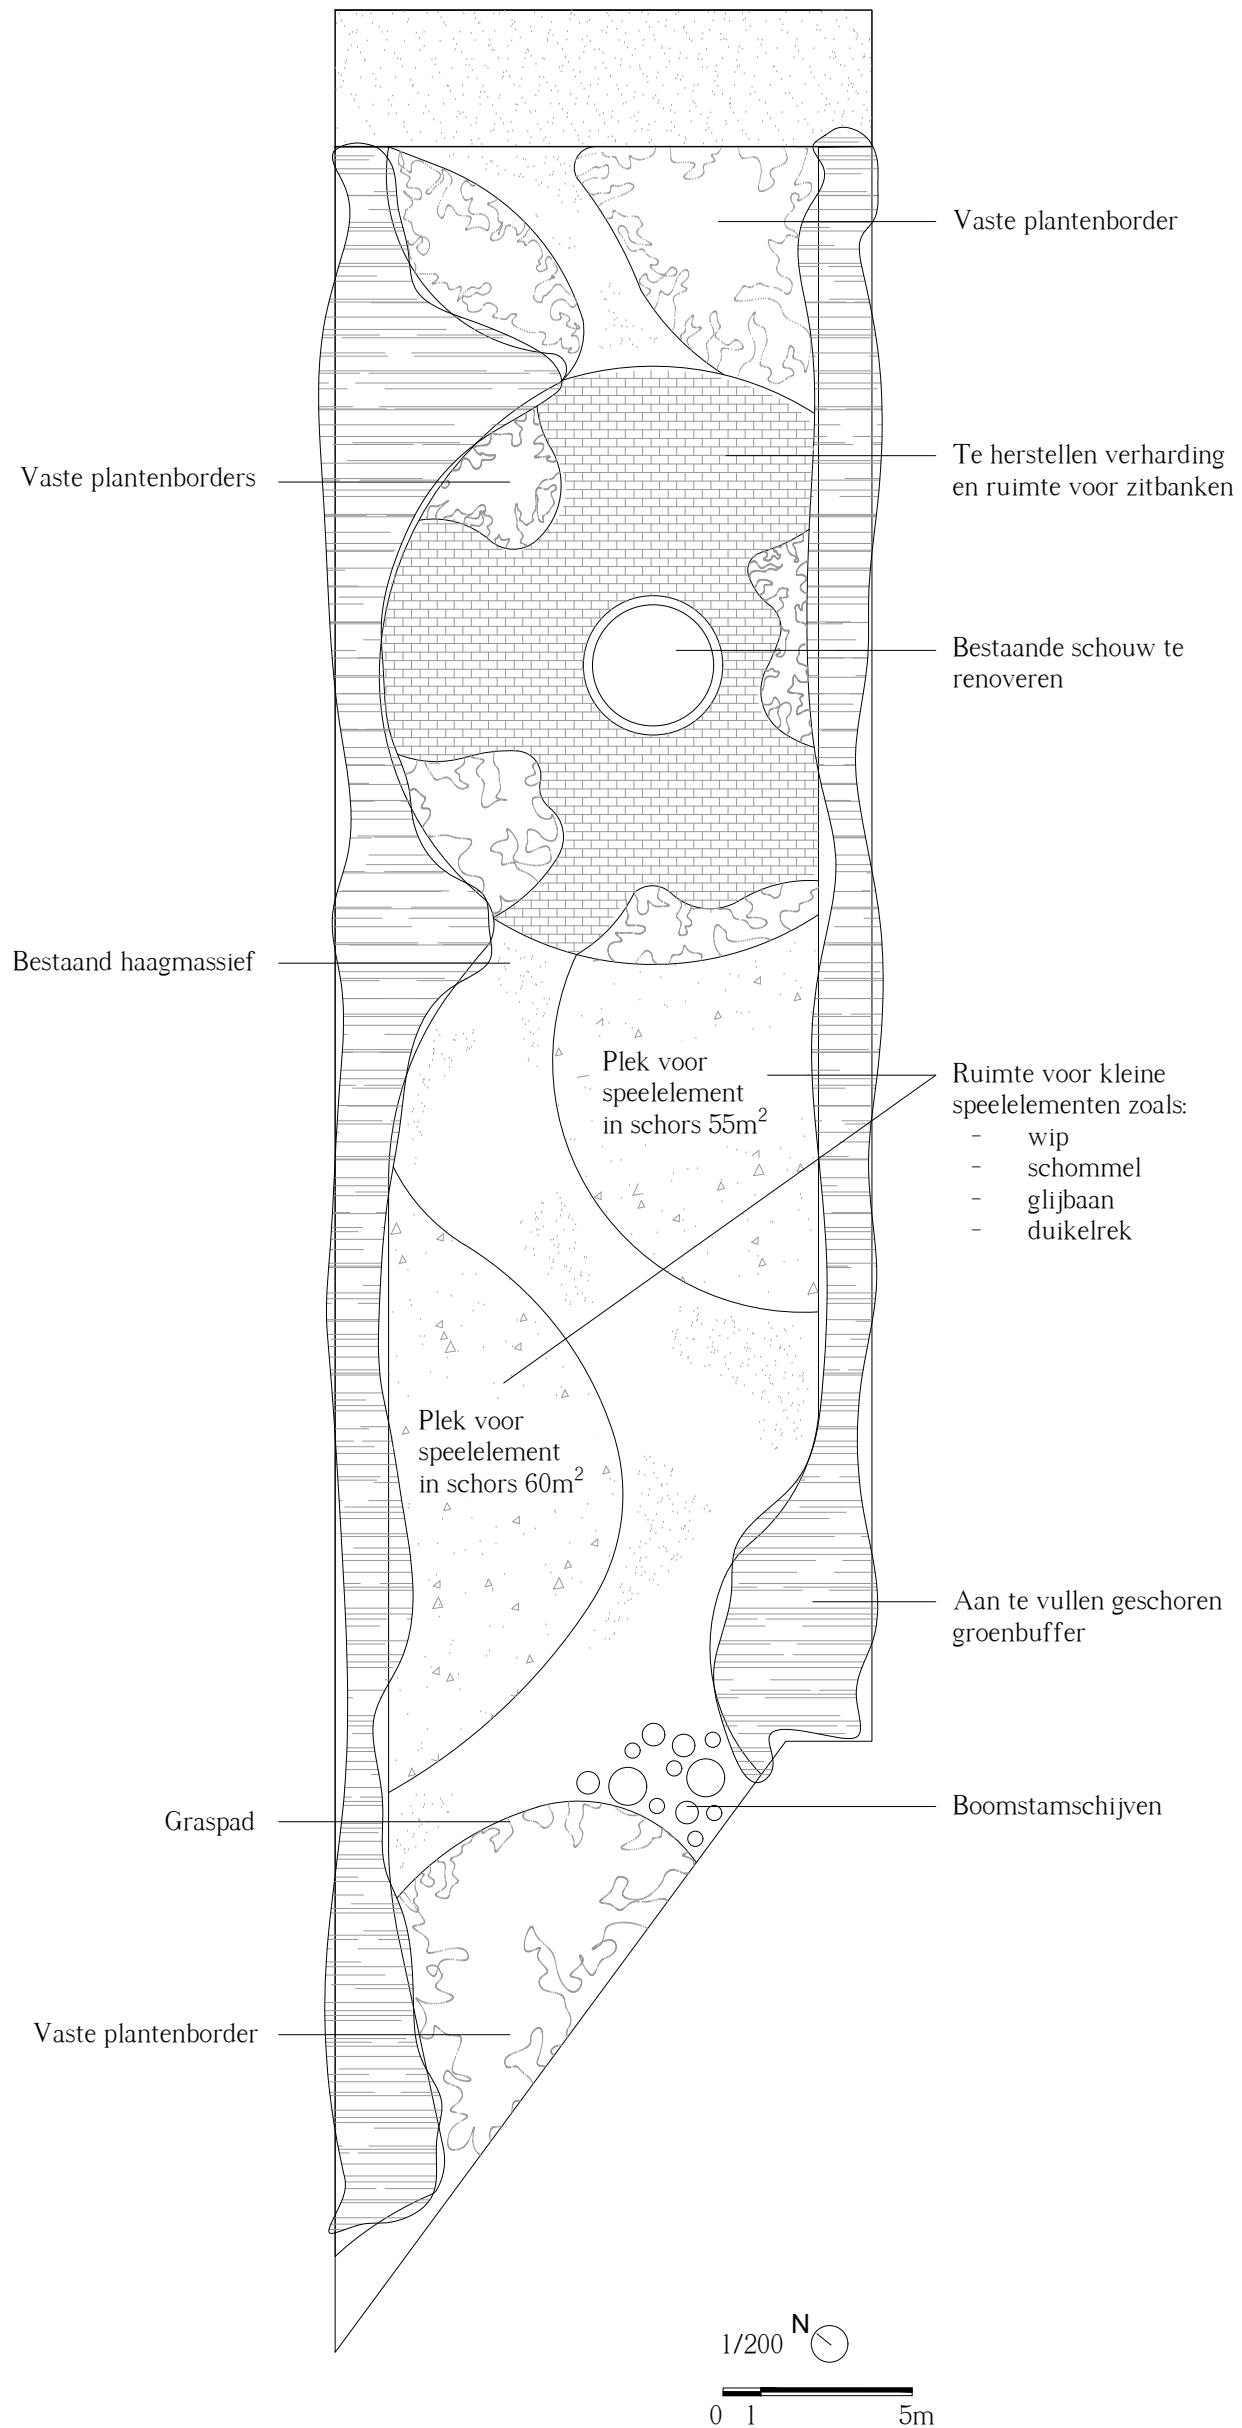 Vaste plantenborder
Te herstellen verharding
en ruimte voor zitbanken
Vaste plantenborders
Bestaande schouw te
renoveren
Bestaand haagmassief
Plek voor
speelelement
in schors 55m²
Ruimte voor kleine
speelelementen zoals:
- wip
- schommel
- glijbaan
- duikelrek
Plek voor
speelelement
in schors 60m²
Aan te vullen geschoren
groenbuffer
Boomstamschijven
Graspad
Vaste plantenborder
N
1/200
0 1 5m